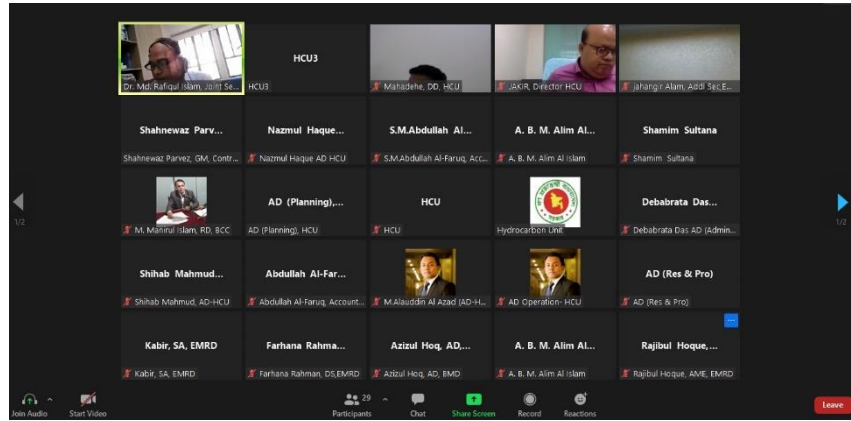 Dr. Md. Rafiqul Islam, Joint Se...
HCU3
HCU3
Mahadehe, DD, HCU
JAKIR, Director HCU
Jahangir Alam, Addl Sec,E...
Shahnewaz Parv...
Shahnewaz Parvez, GM, Contr...
Nazmul Haque...
Nazmul Haque AD HCU
S.M.Abdullah Al...
S.M.Abdullah Al-Faruq, Acc...
A. B. M. Alim Al...
A. B. M. Alim Al Islam
Shamim Sultana
Shamim Sultana
1/2
M. Manirul Islam, RD, BCC
AD (Planning),...
AD (Planning), HCU
HCU
HCU
Hydrocarbon Unit
Debabrata Das...
Debabrata Das AD (Admin...
1/2
Shihab Mahmud...
Shihab Mahmud, AD-HCU
Abdullah Al-Far...
Abdullah Al-Faruq, Account...
M.Alauddin Al Azad (AD-H...
AD Operation- HCU
AD (Res & Pro)
AD (Res & Pro)
Kabir, SA, EMRD
Kabir, SA, EMRD
Farhana Rahma...
Farhana Rahman, DS,EMRD
Azizul Hoq, AD,...
Azizul Hoq, AD, BMD
A. B. M. Alim Al...
A. B. M. Alim Al Islam
Rajibul Hoque,...
Rajibul Hoque, AME, EMRD
Join Audio
Start Video
Participants
29
Chat
Share Screen
Record
Reactions
Leave